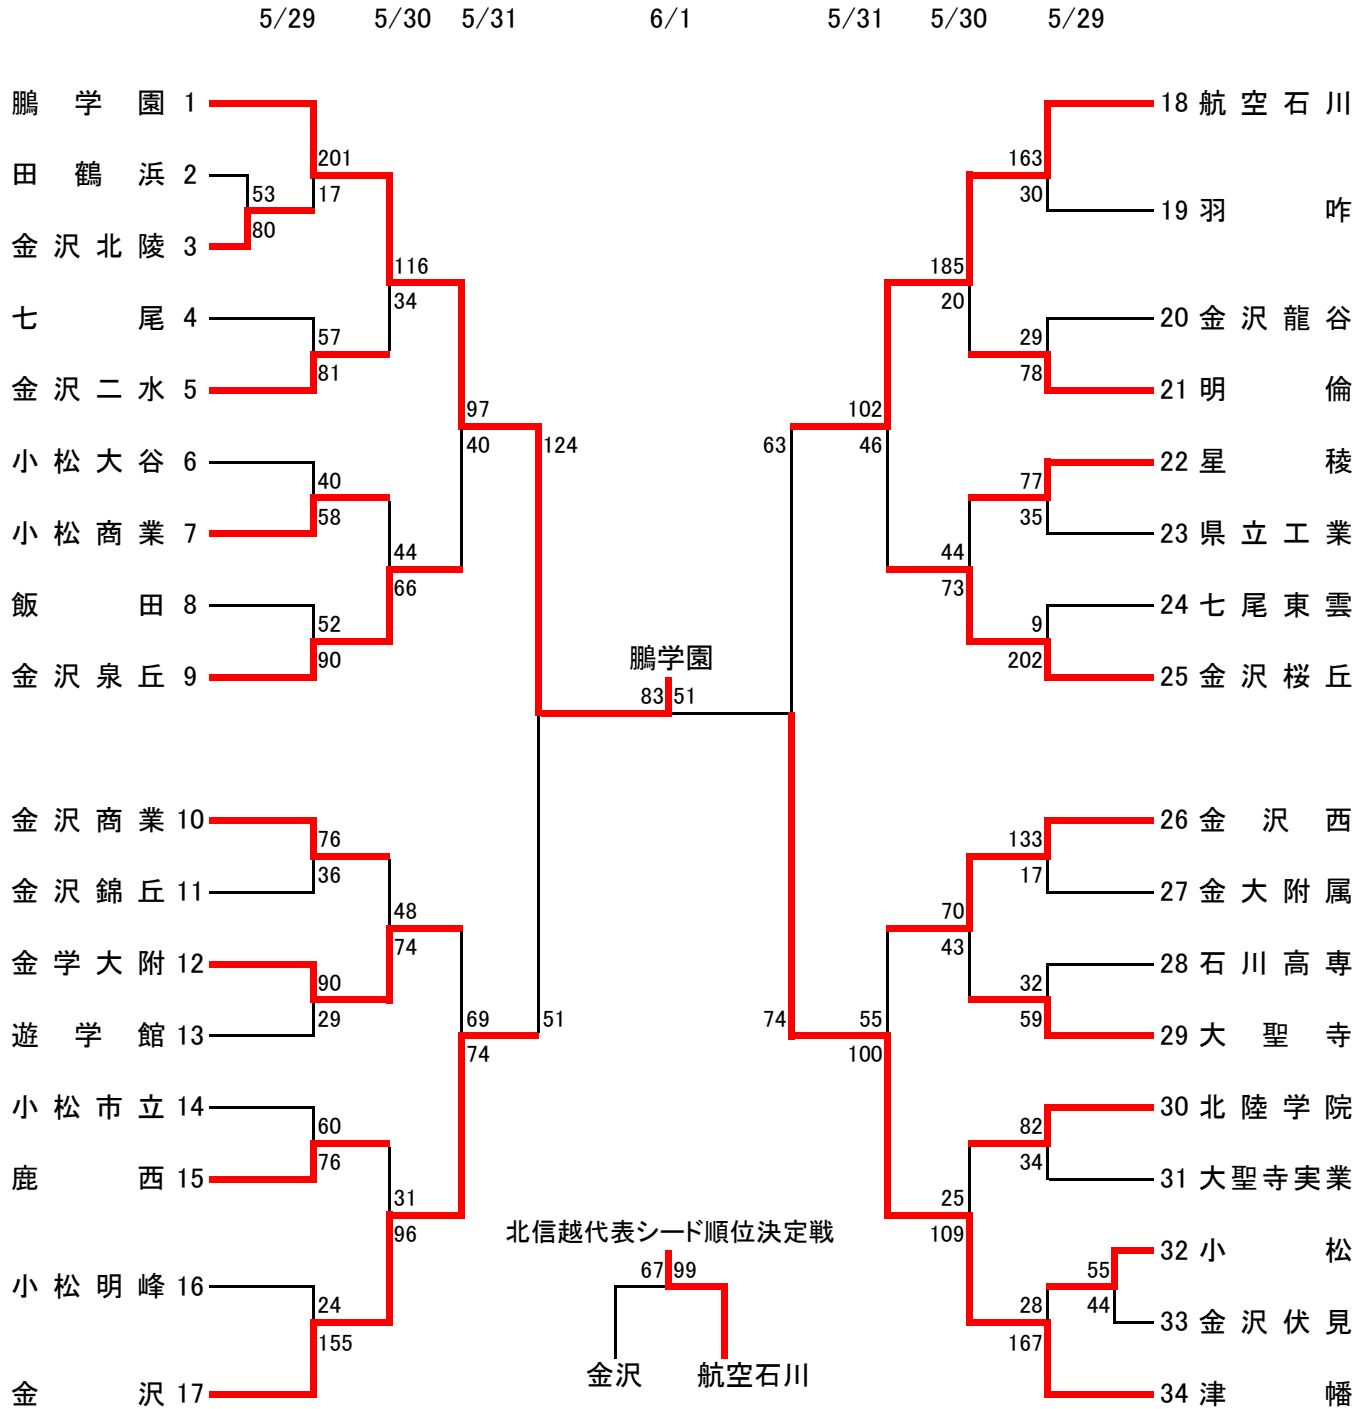 5/29 5/30 5/31 6/1 5/31 5/30 5/29
鵬学園 1
201
田鶴浜 2
53
17
80
金沢北陵 3
116
34
七尾 4
57
81
金沢二水 5
97
40
124
小松大谷 6
40
58
小松商業 7
44
66
飯田 8
52
90
金沢泉丘 9
鵬学園
83 51
金沢商業 10
76
36
金沢錦丘 11
48
74
金学大附 12
90
29
遊学館 13
69
74
51
小松市立 14
60
76
鹿西 15
31
96
小松明峰 16
24
155
金沢 17
18 航空石川
163
30
19 羽咋
185
20
20 金沢龍谷
29
78
21 明倫
102
46
63
22 星稜
77
35
23 県立工業
44
73
24 七尾東雲
9
202
25 金沢桜丘
26 金沢西
133
17
27 金大附属
70
43
28 石川高専
32
59
29 大聖寺
55
100
74
30 北陸学院
82
34
31 大聖寺実業
25
109
32 小松
55
44
33 金沢伏見
28
167
34 津幡
北信越代表シード順位決定戦
67 99
金沢 航空石川